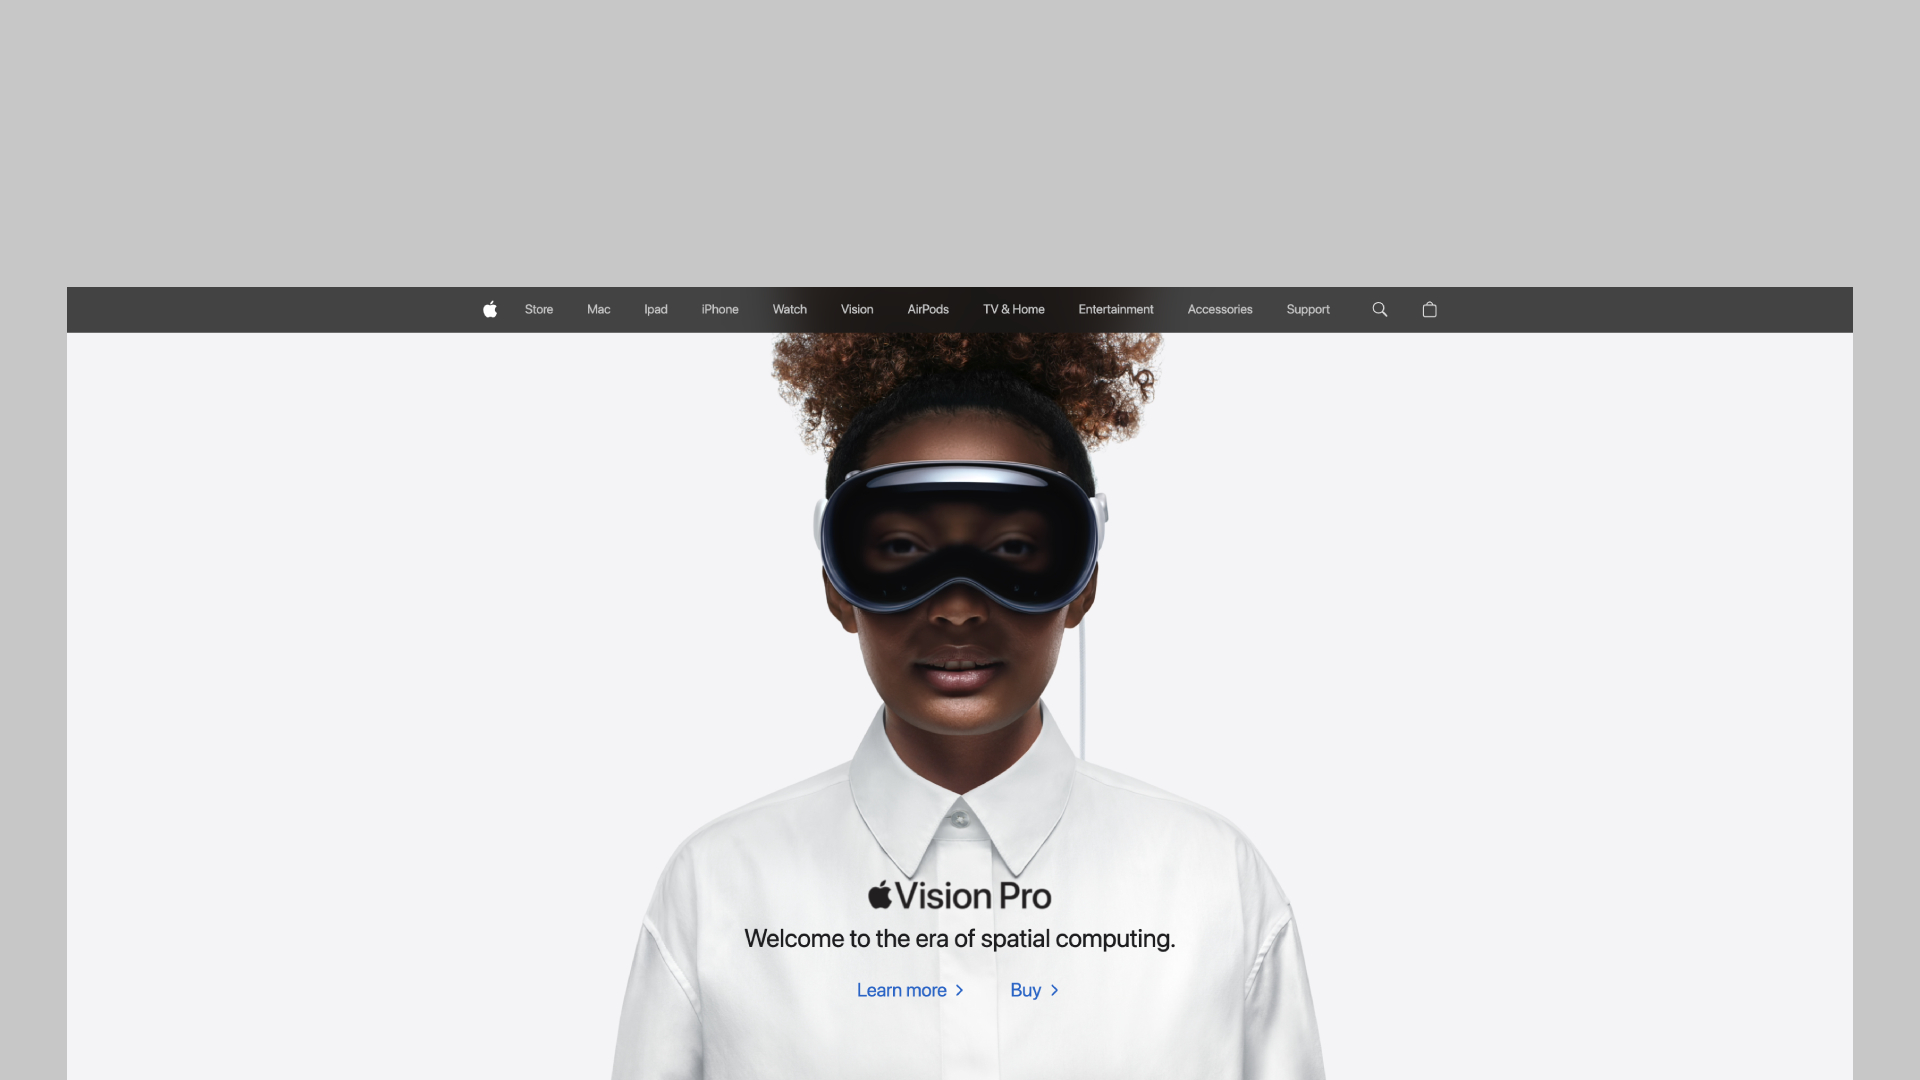 Store Mac Ipad iPhone Watch Vision AirPods TV & Home Entertainment Accessories Support
Vision Pro
Welcome to the era of spatial computing.
Learn more > Buy >